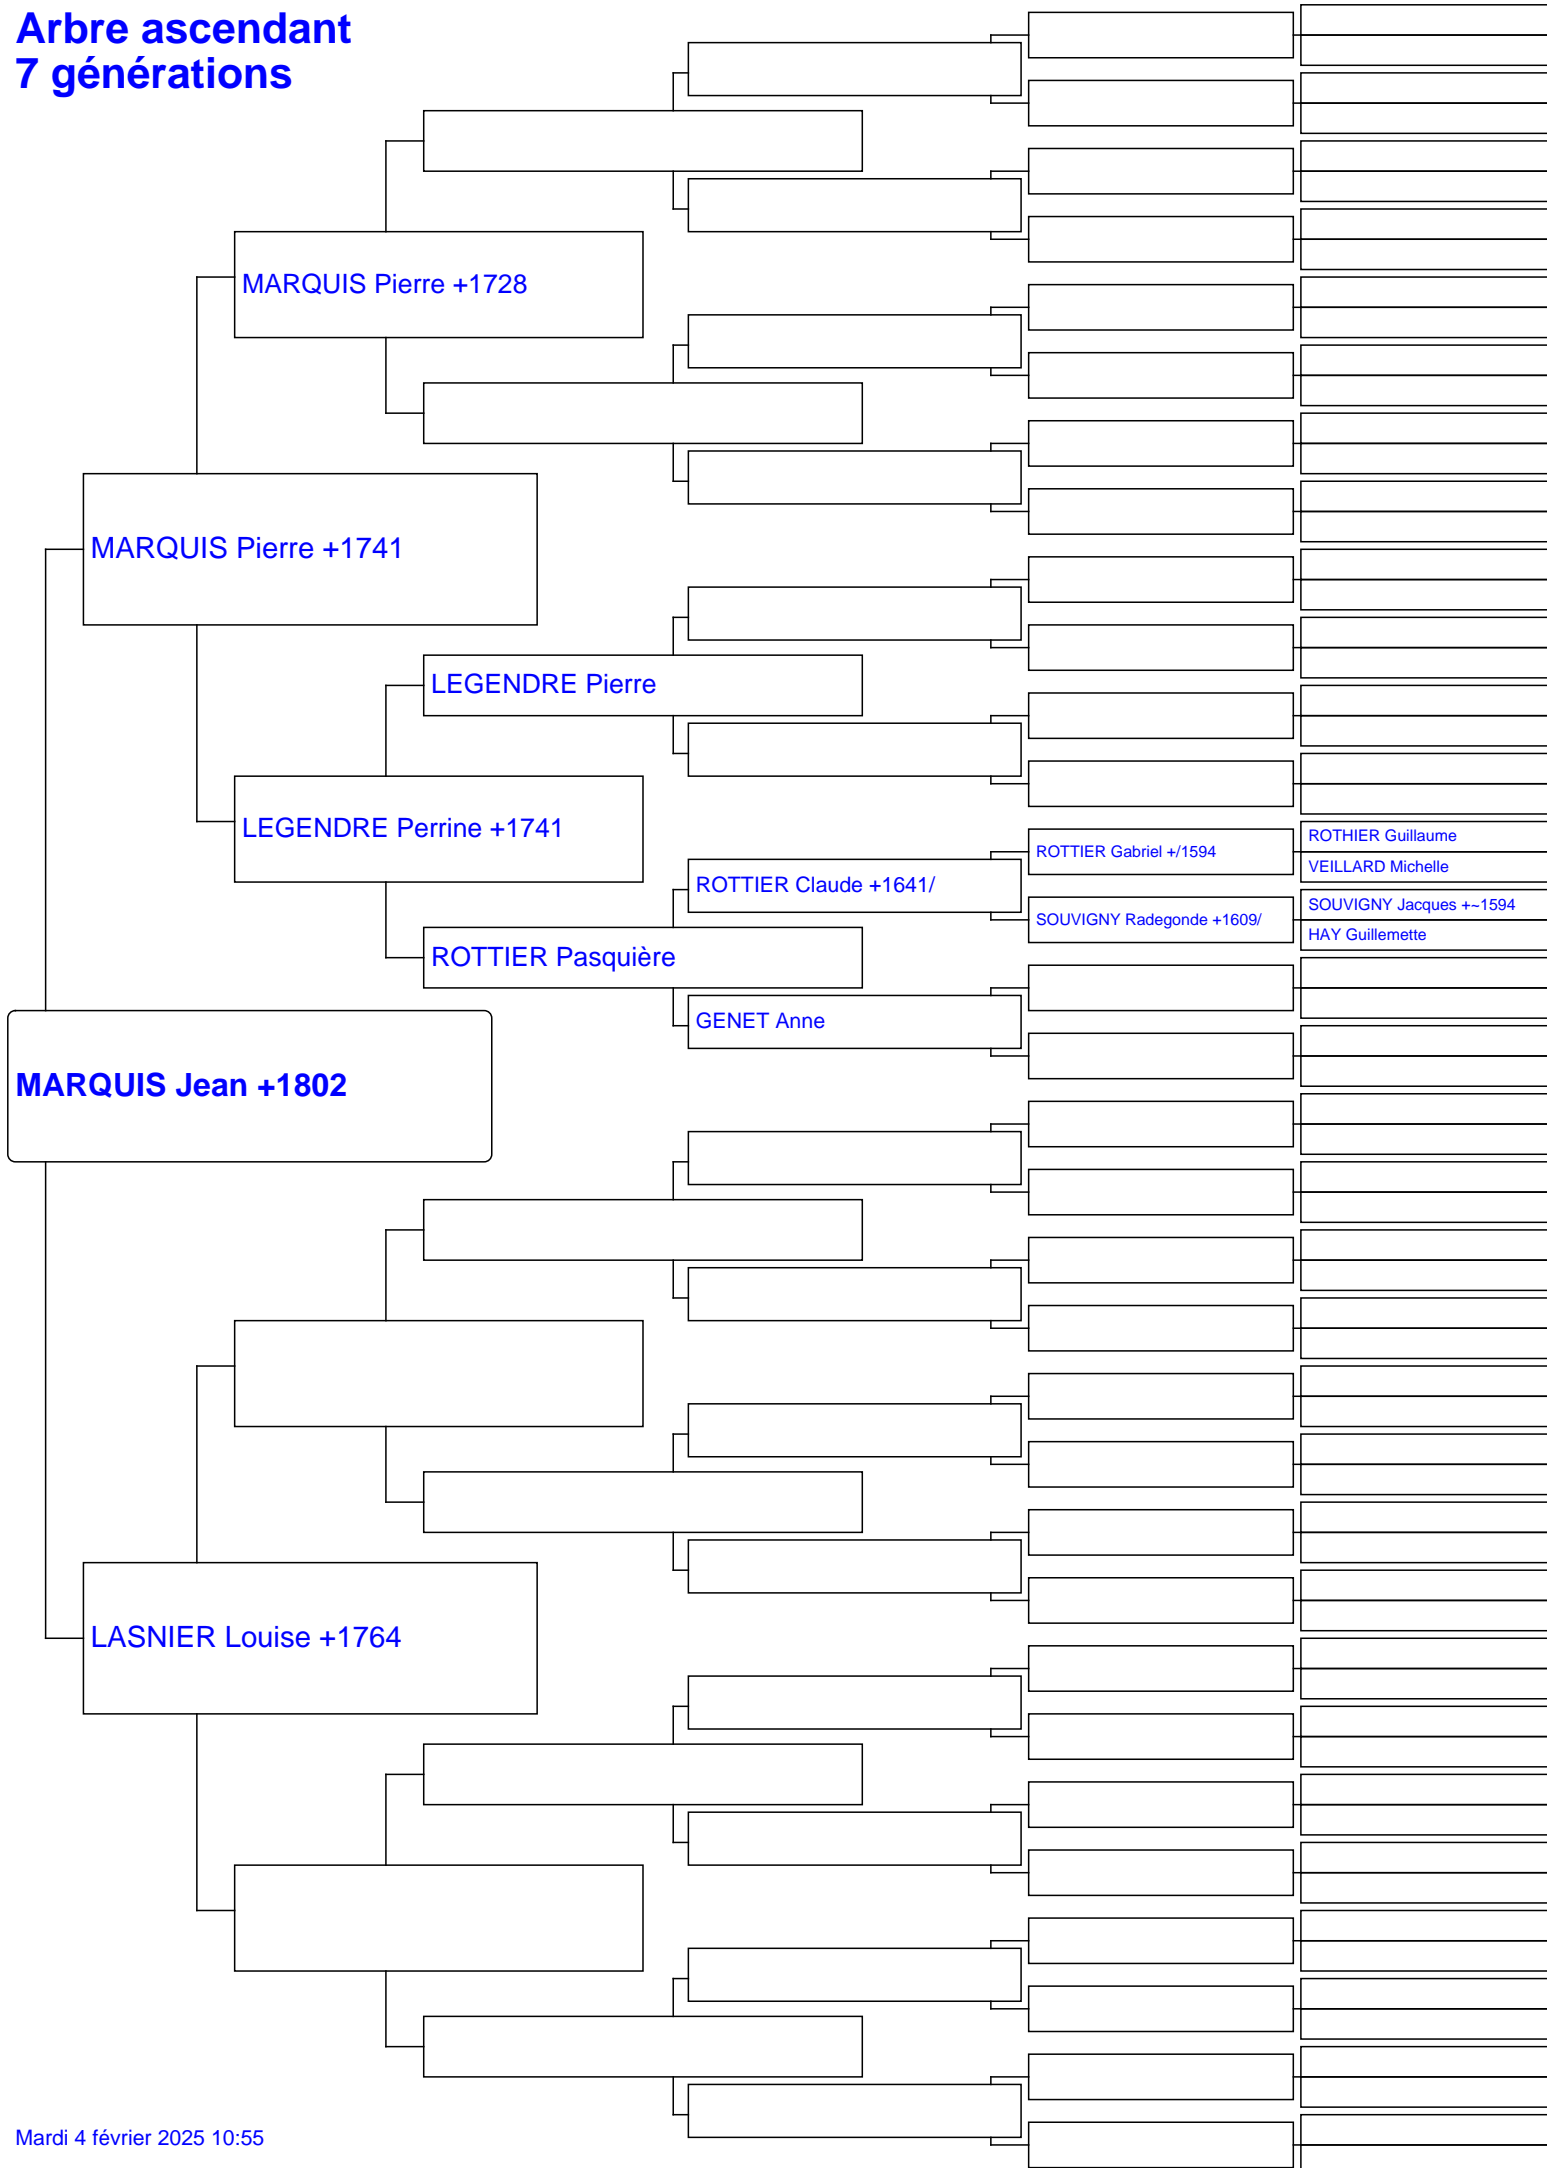 Arbre ascendant
7 générations
MARQUIS Pierre +1728
MARQUIS Pierre +1741
LEGENDRE Pierre
LEGENDRE Perrine +1741
ROTHIER Guillaume
ROTTIER Gabriel +/1594
VEILLARD Michelle
ROTTIER Claude +1641/
SOUVIGNY Jacques +~1594
SOUVIGNY Radegonde +1609/
HAY Guillemette
ROTTIER Pasquière
GENET Anne
MARQUIS Jean +1802
LASNIER Louise +1764
Mardi 4 février 2025 10:55